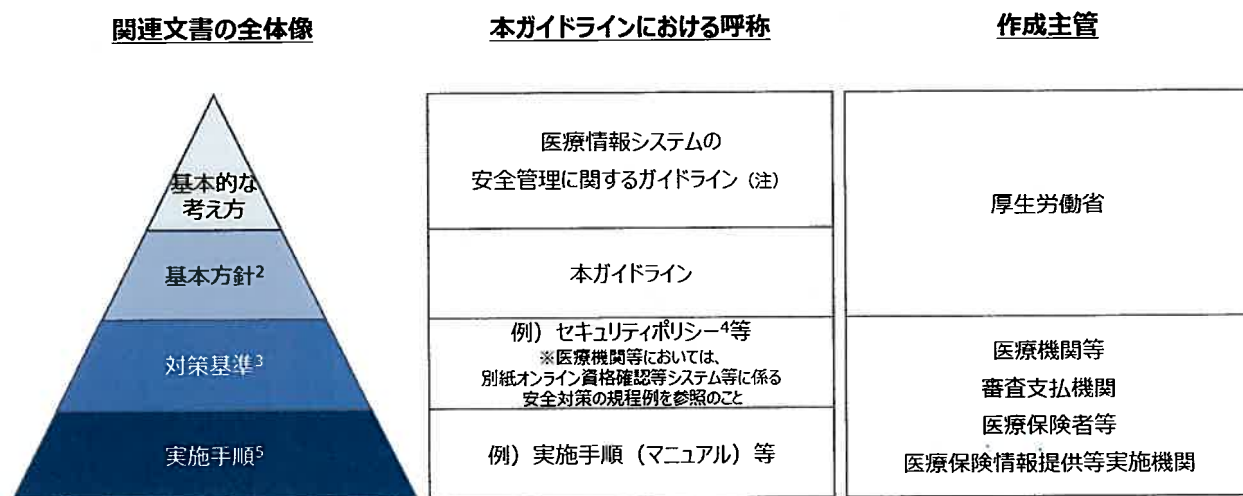 関連文書の全体像
本ガイドラインにおける呼称
作成主管
基本的な
考え方
医療情報システムの
安全管理に関するガイドライン（注）
厚生労働省
基本方針2
本ガイドライン
対策基準3
例）セキュリティポリシー4等
※医療機関等においては、
別紙オンライン資格確認等システム等に係る
安全対策の規程例を参照のこと
医療機関等
審査支払機関
医療保険者等
医療保険情報提供等実施機関
実施手順5
例）実施手順（マニュアル）等